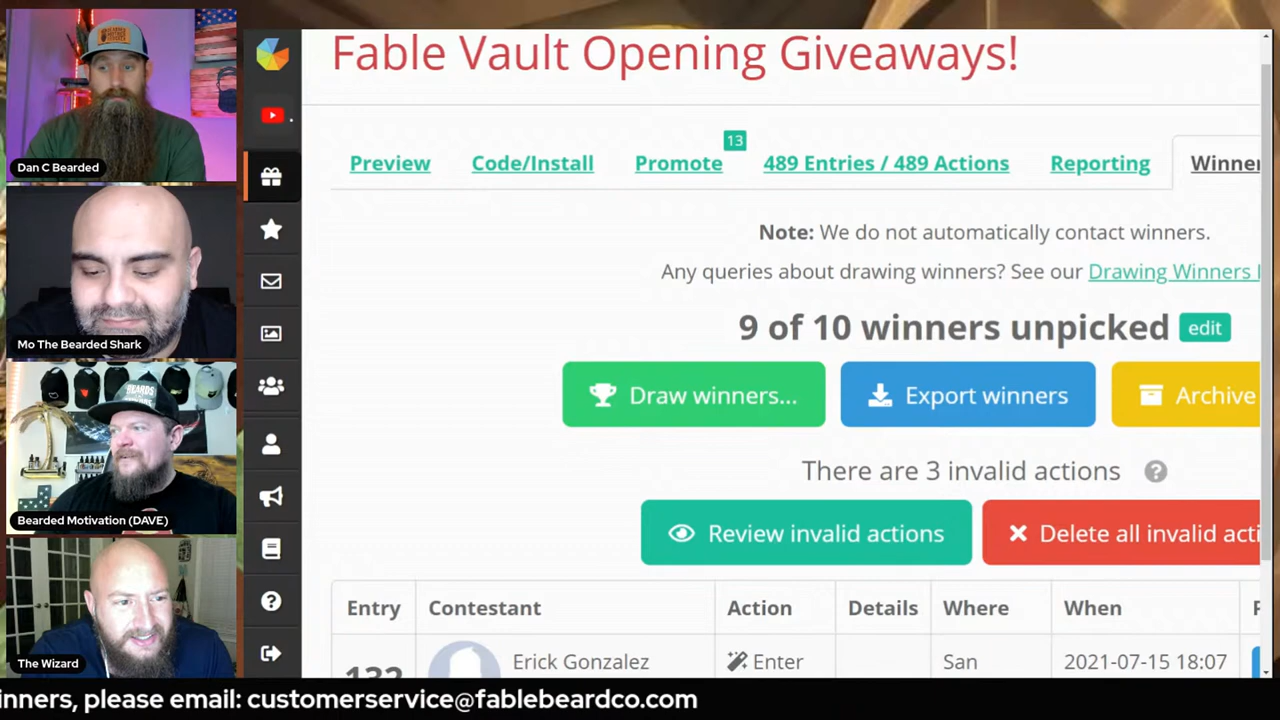 Dan C Bearded
Mo The Bearded Shark
Bearded Motivation (DAVE)
The Wizard
Fable Vault Opening Giveaways!
Preview
Code/Install
Promote
13
489 Entries / 489 Actions
Reporting
Winner
Note: We do not automatically contact winners.
Any queries about drawing winners? See our Drawing Winners
9 of 10 winners unpicked edit
Draw winners...
Export winners
Archive
There are 3 invalid actions ?
Review invalid actions
Delete all invalid acti
Entry Contestant Action Details Where When
132 Erick Gonzalez Enter San 2021-07-15 18:07
inners, please email: customerservice@fablebeardco.com